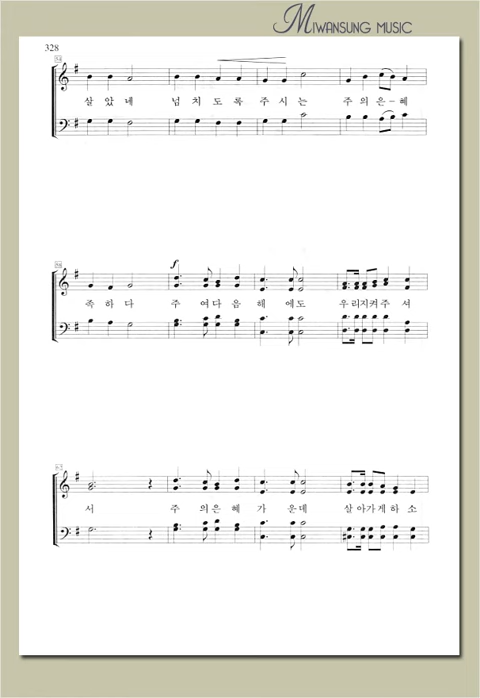 MIWANSUNG MUSIC
328
살 았 네 넘 치 도 록 주 시 는 주 의 은 - 혜
f
족 하 다 주 여 다 음 해 에 도 우 리 지 켜 주 셔
서 주 의 은 혜 가 운 데 살 아 가 게 하 소